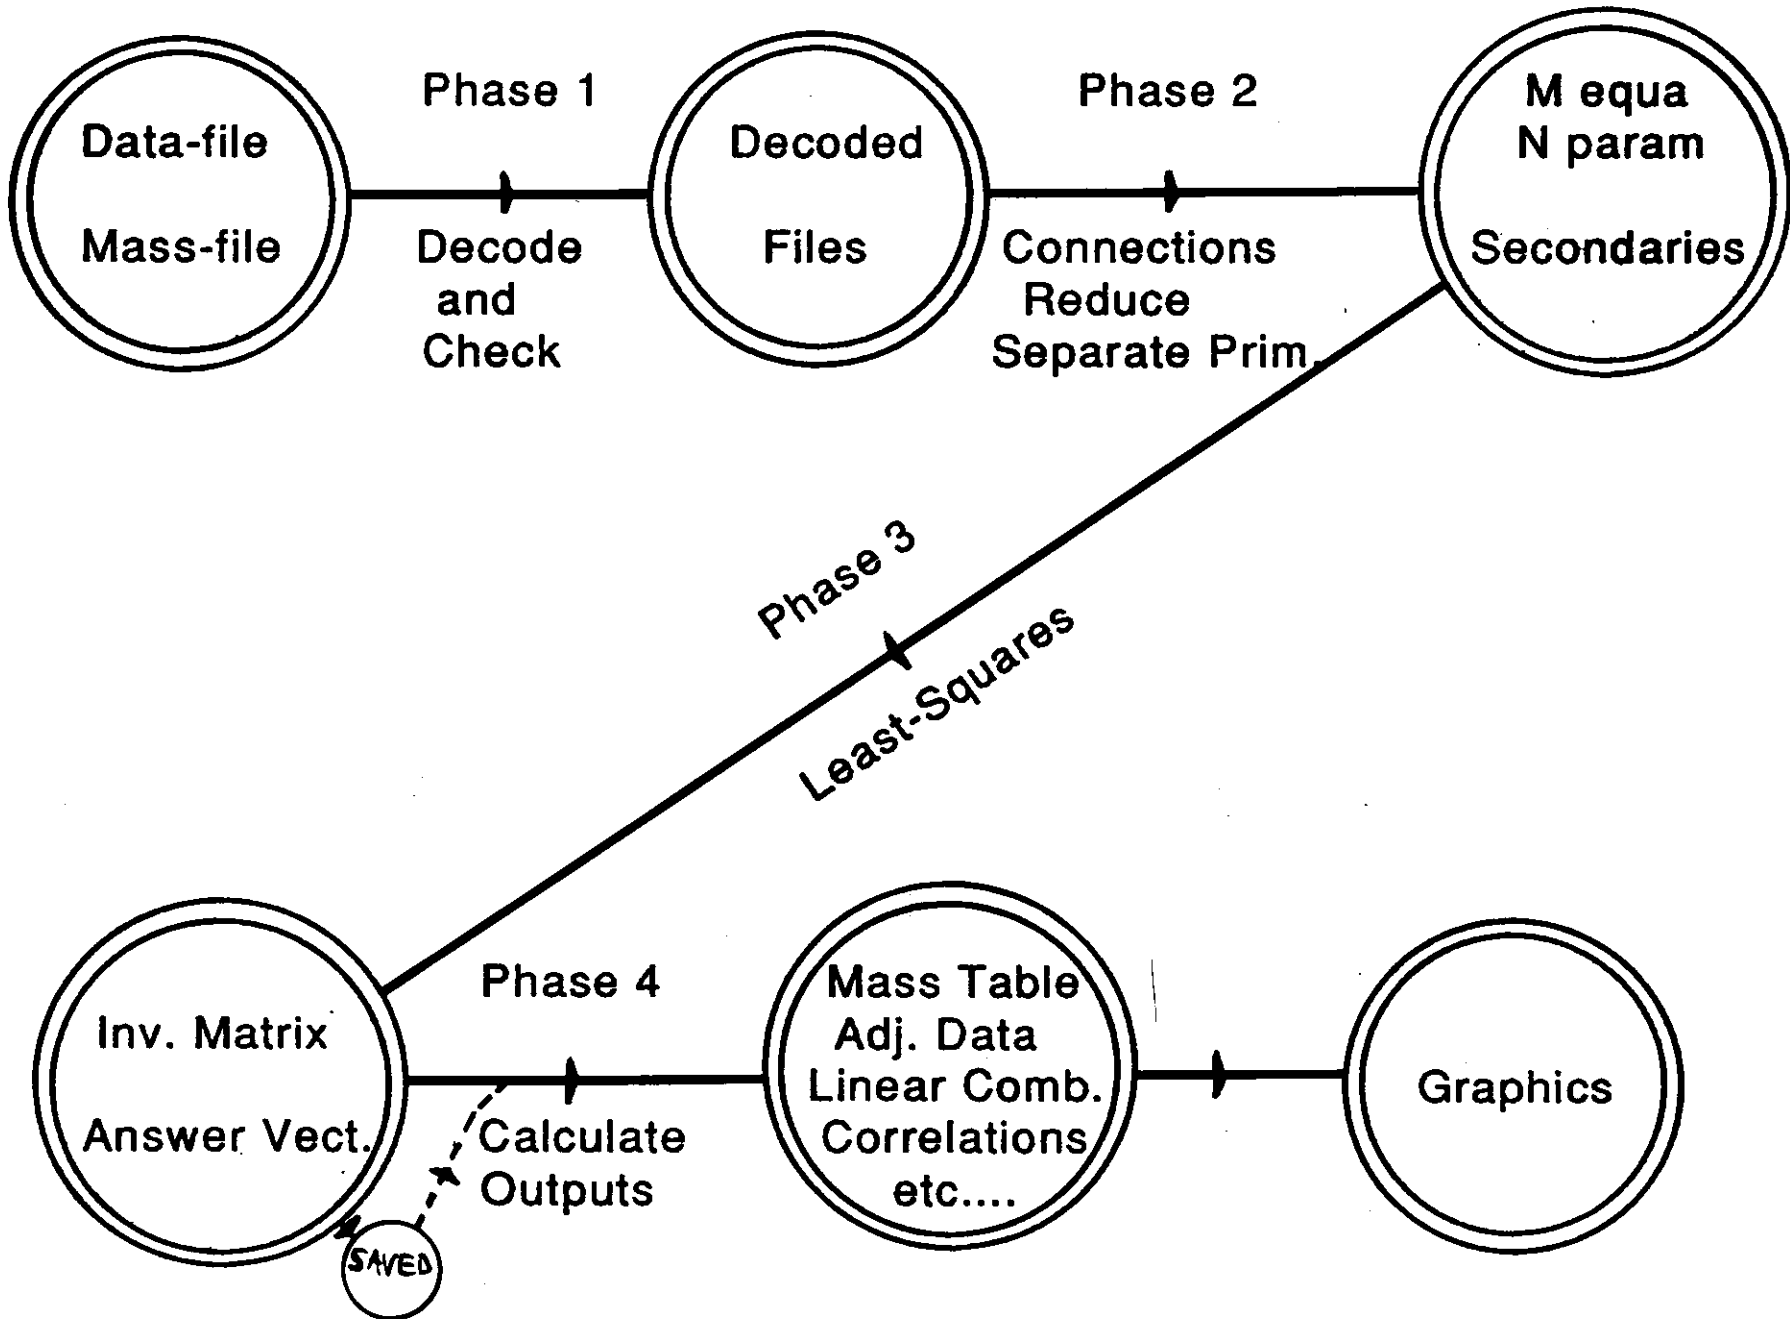 Data-file
Mass-file
Phase 1
Decode
and
Check
Decoded
Files
Phase 2
Connections
Reduce
Separate Prim.
M equa
N param
Secondaries
Phase 3
Least-Squares
Inv. Matrix
Answer Vect.
SAVED
Phase 4
Calculate
Outputs
Mass Table
Adj. Data
Linear Comb.
Correlations
etc....
Graphics